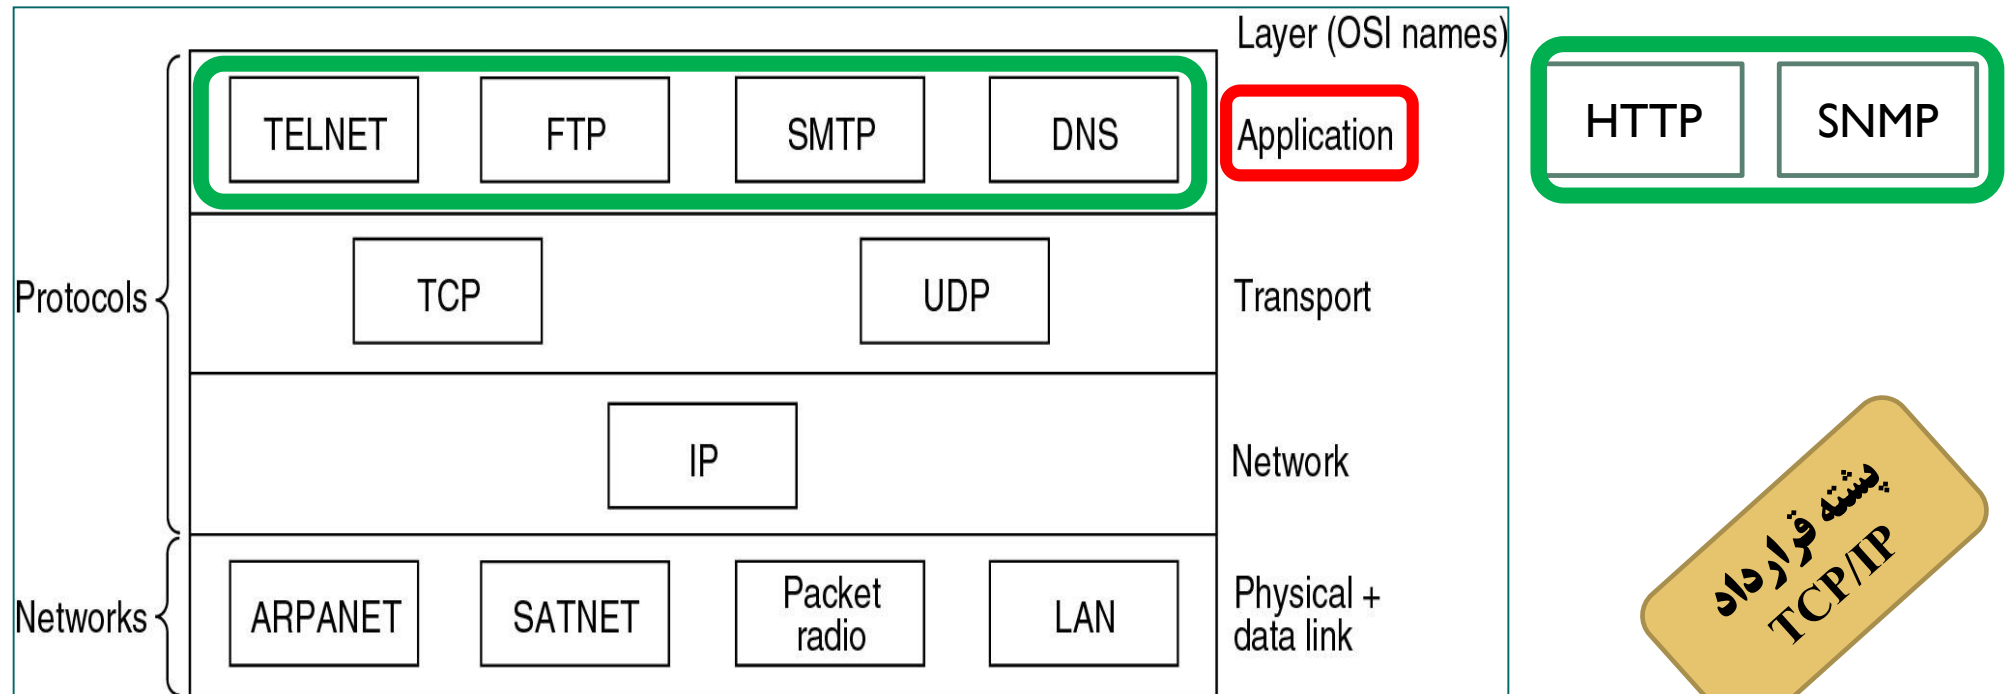 Layer (OSI names)
TELNET FTP SMTP DNS Application HTTP SNMP
Protocols TCP UDP Transport
IP Network
پشته قرارداد
TCP/IP
Networks ARPANET SATNET Packet radio LAN Physical + data link